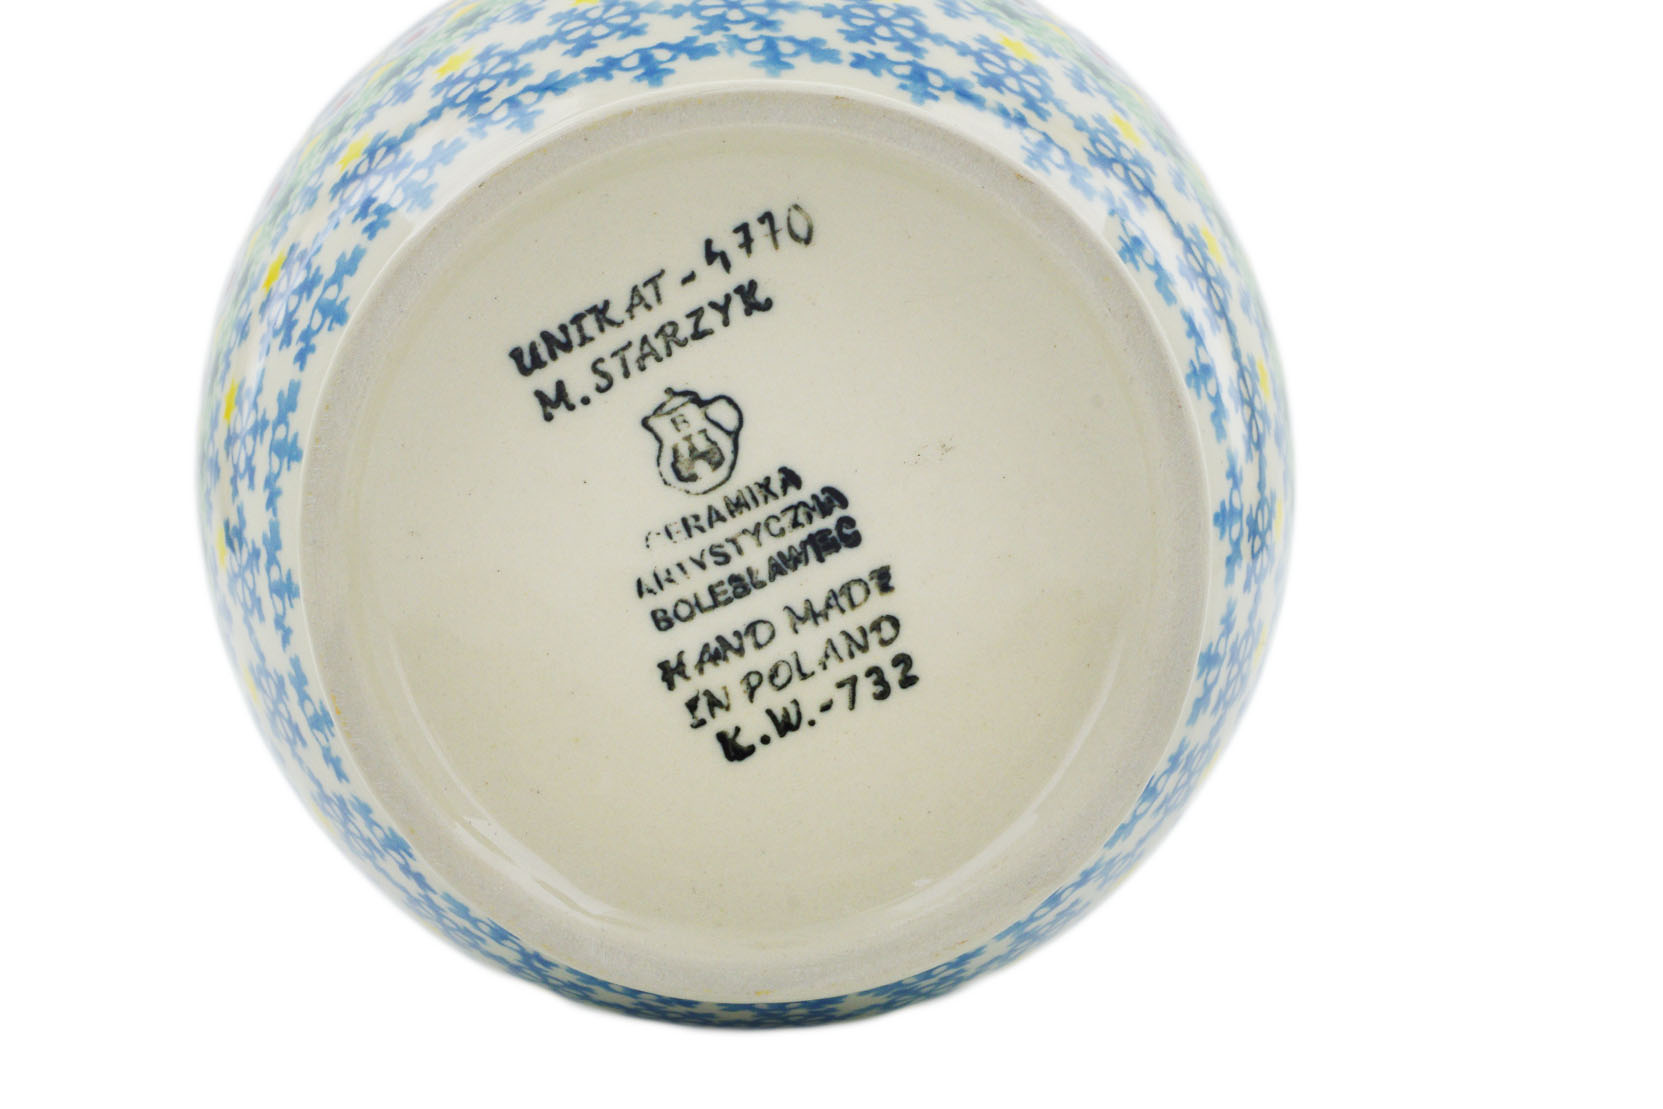 UNIKAT-4770
M. STARZYK
B
CERAMIKA
ARTYSTYCZNA
BOLESŁAWIEC
HAND MADE
IN POLAND
K.W.-732